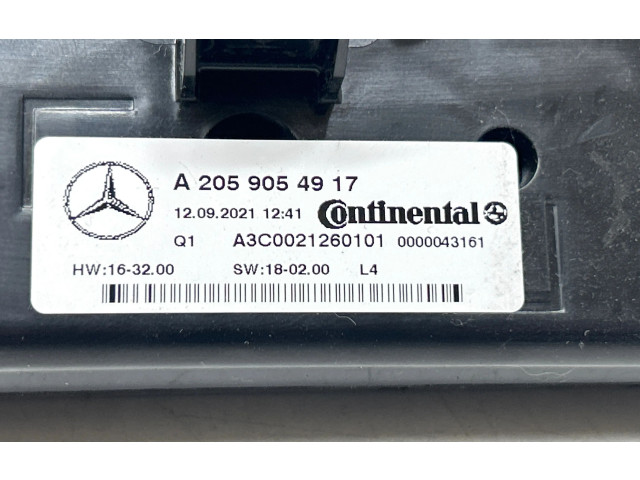 A 205 905 49 17
12.09.2021 12:41 Continental
Q1 A3C0021260101 0000043161
HW:16-32.00 SW:18-02.00 L4